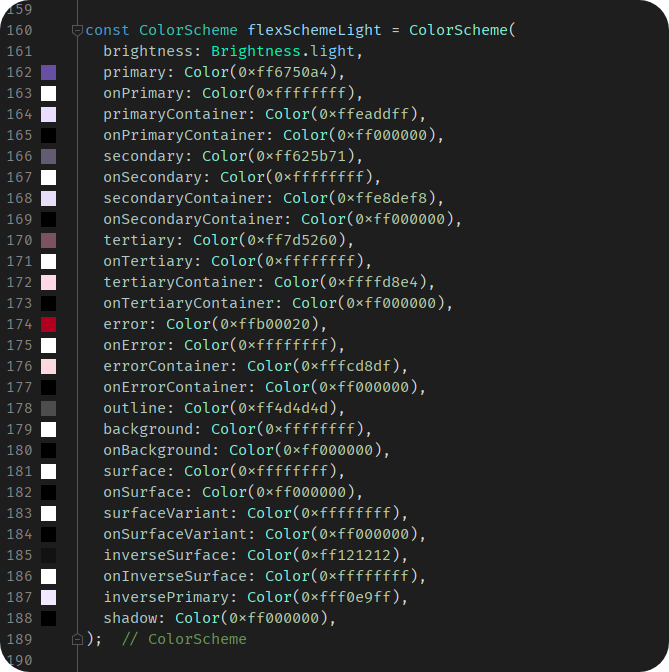 159
160 const ColorScheme flexSchemeLight = ColorScheme(
161 brightness: Brightness.light,
162 primary: Color(0xff6750a4),
163 onPrimary: Color(0xffffffff),
164 primaryContainer: Color(0xffeaddff),
165 onPrimaryContainer: Color(0xff000000),
166 secondary: Color(0xff625b71),
167 onSecondary: Color(0xffffffff),
168 secondaryContainer: Color(0xffe8def8),
169 onSecondaryContainer: Color(0xff000000),
170 tertiary: Color(0xff7d5260),
171 onTertiary: Color(0xffffffff),
172 tertiaryContainer: Color(0xffffd8e4),
173 onTertiaryContainer: Color(0xff000000),
174 error: Color(0xffb00020),
175 onError: Color(0xffffffff),
176 errorContainer: Color(0xfffcd8df),
177 onErrorContainer: Color(0xff000000),
178 outline: Color(0xff4d4d4d),
179 background: Color(0xffffffff),
180 onBackground: Color(0xff000000),
181 surface: Color(0xffffffff),
182 onSurface: Color(0xff000000),
183 surfaceVariant: Color(0xffffffff),
184 onSurfaceVariant: Color(0xff000000),
185 inverseSurface: Color(0xff121212),
186 onInverseSurface: Color(0xffffffff),
187 inversePrimary: Color(0xfff0e9ff),
188 shadow: Color(0xff000000),
189 ); // ColorScheme
190